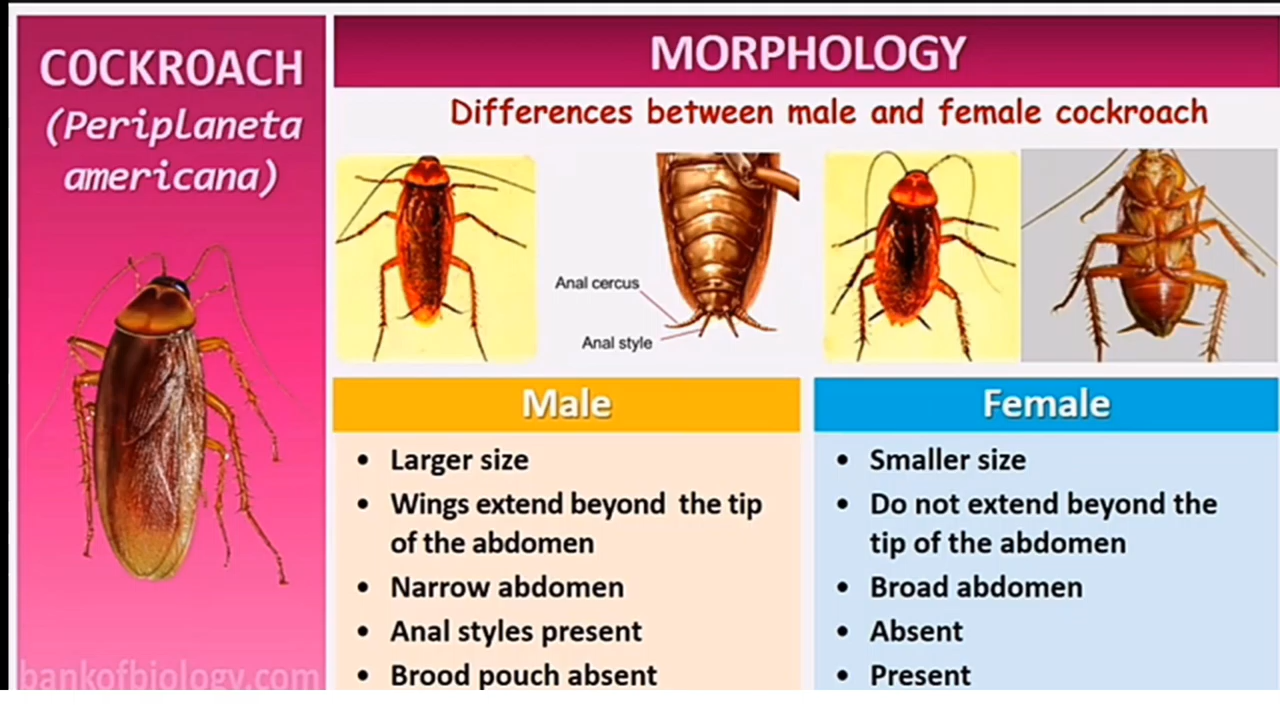 COCKROACH
(Periplaneta
americana)
bankofbiology.com
MORPHOLOGY
Differences between male and female cockroach
Anal cercus
Anal style
Male
• Larger size
• Wings extend beyond the tip
of the abdomen
• Narrow abdomen
• Anal styles present
• Brood pouch absent
Female
• Smaller size
• Do not extend beyond the
tip of the abdomen
• Broad abdomen
• Absent
• Present